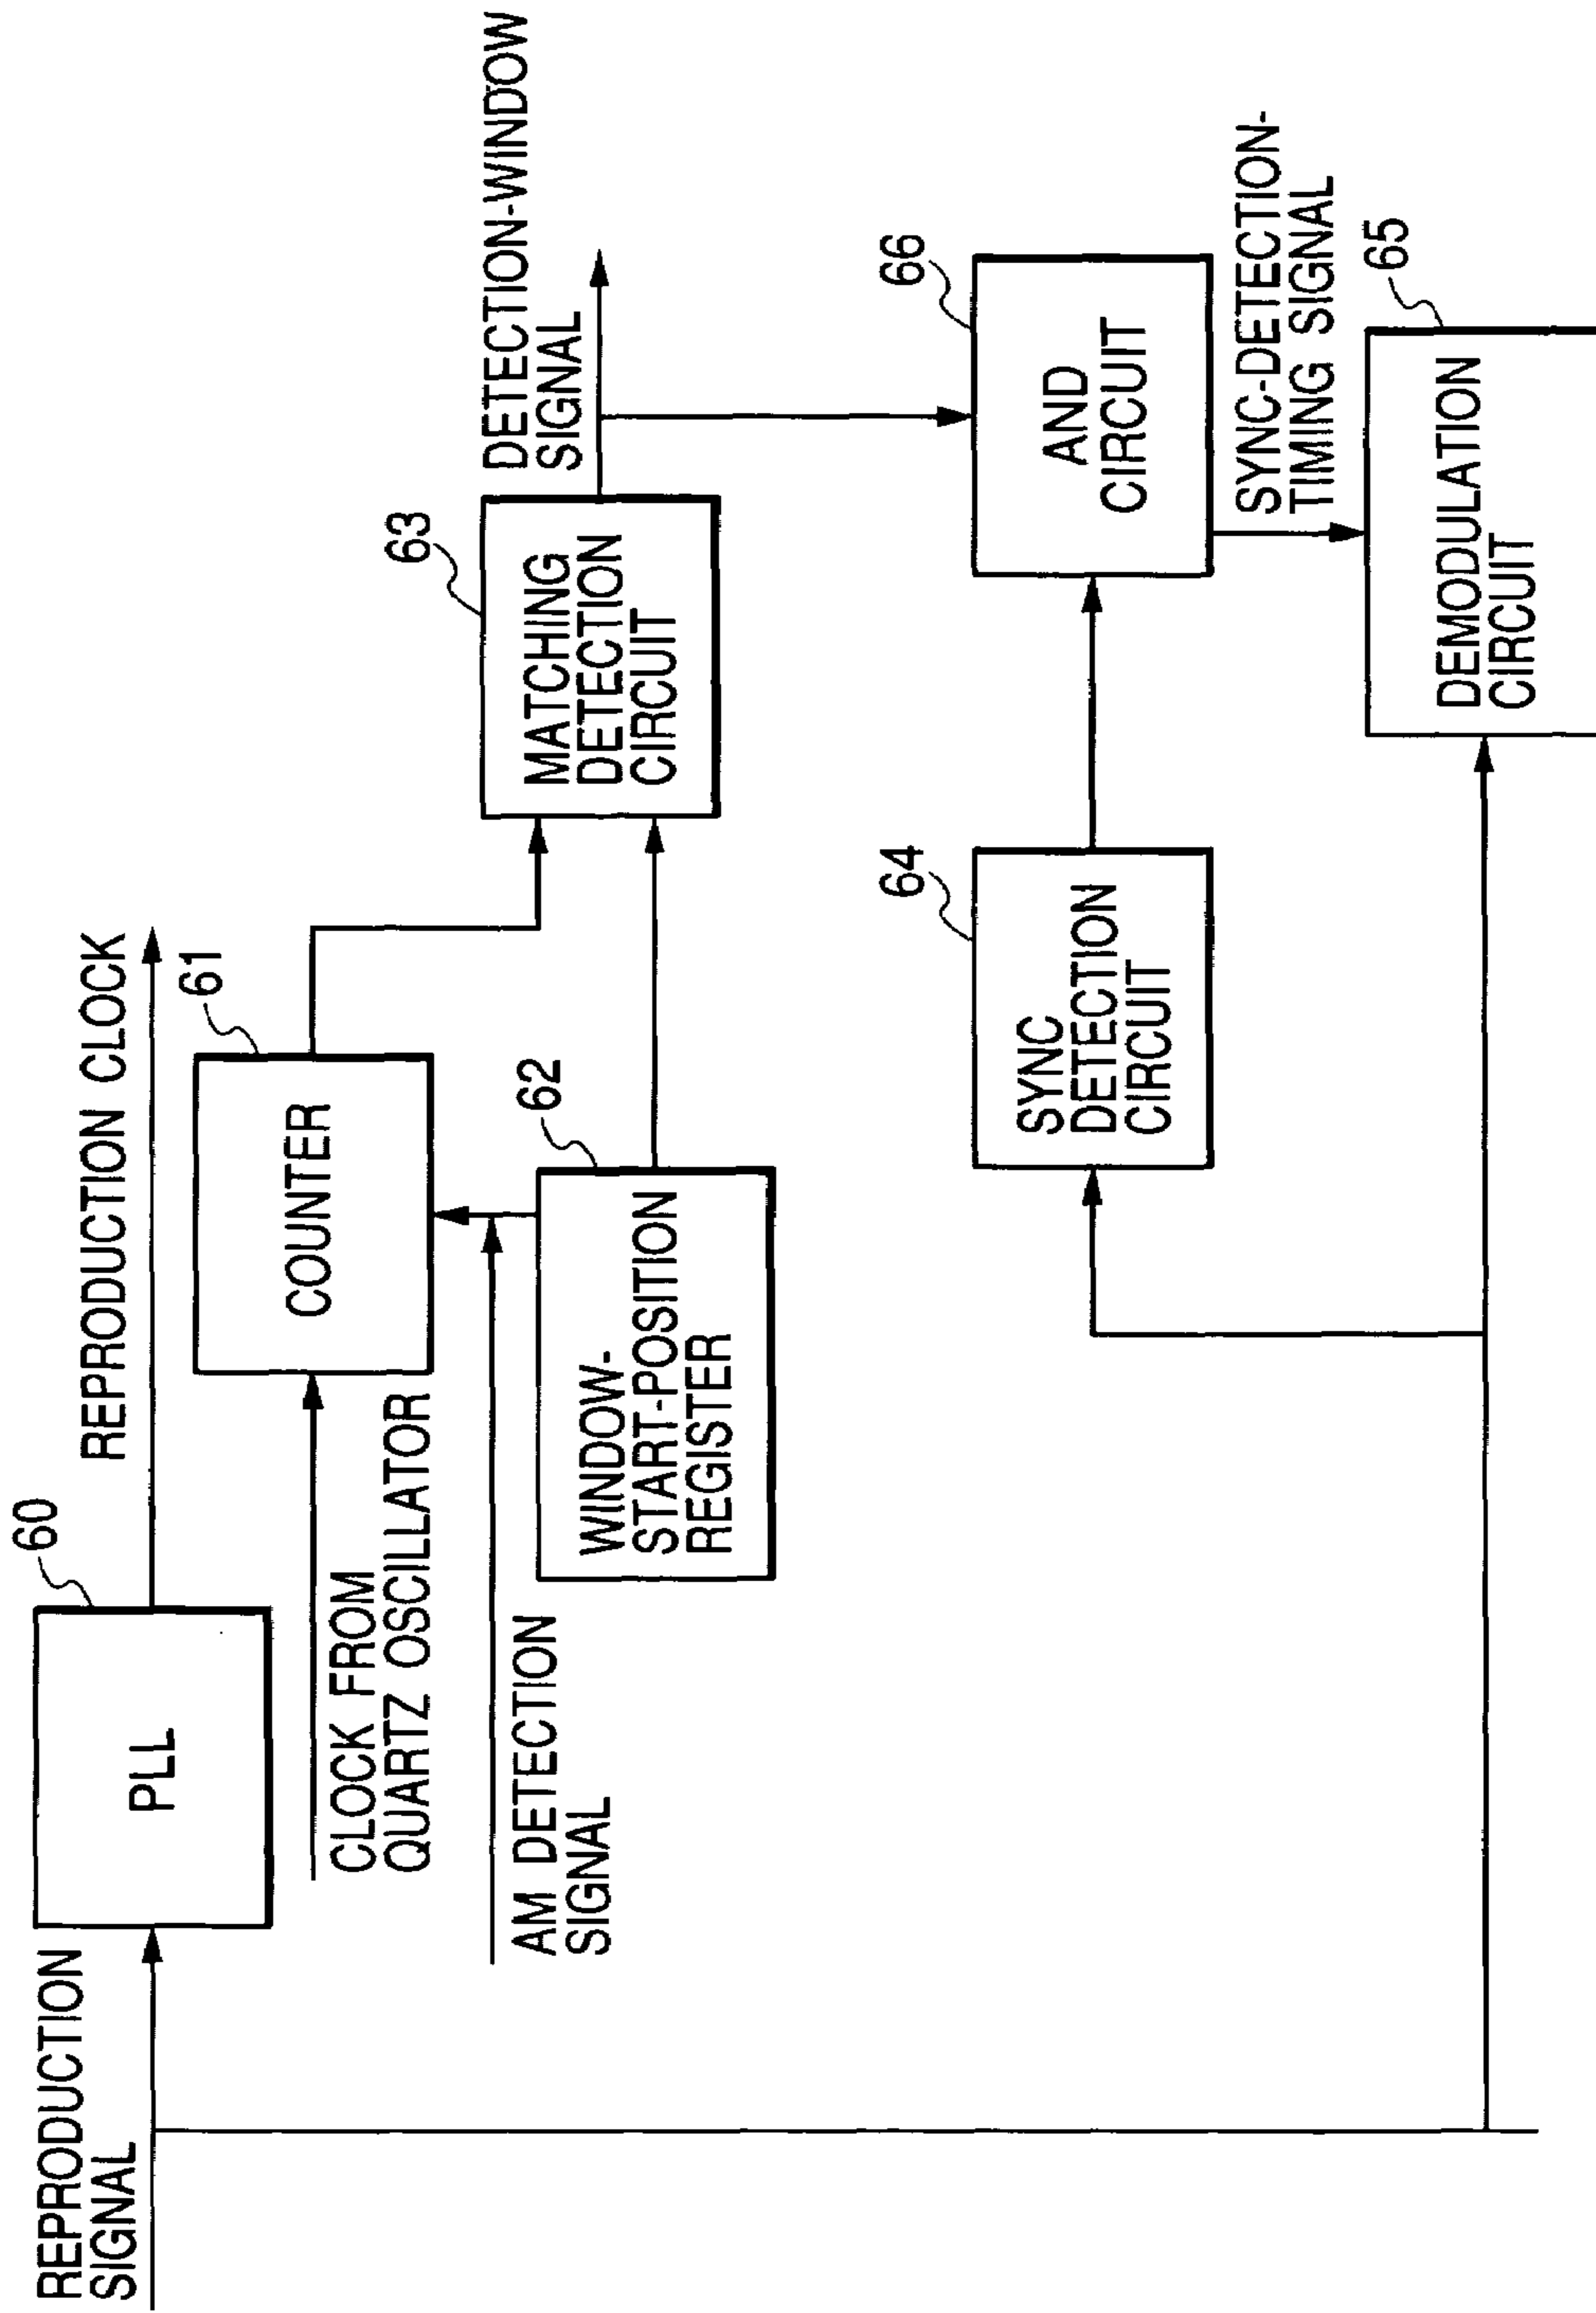 REPRODUCTION
SIGNAL
60
PLL
REPRODUCTION CLOCK
CLOCK FROM
QUARTZ OSCILLATOR
61
COUNTER
AM DETECTION
SIGNAL
62
WINDOW-
START-POSITION
REGISTER
63
MATCHING
DETECTION
CIRCUIT
DETECTION-WINDOW
SIGNAL
64
SYNC
DETECTION
CIRCUIT
66
AND
CIRCUIT
SYNC-DETECTION-
TIMING SIGNAL
65
DEMODULATION
CIRCUIT